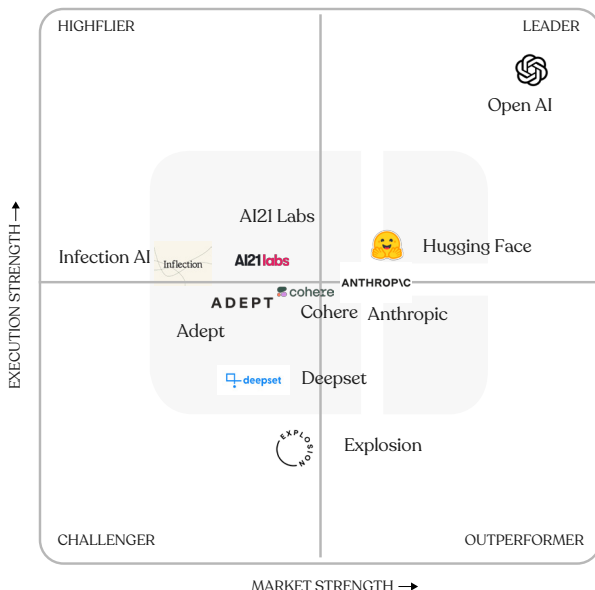 HIGHFLIER
LEADER
Open AI
AI21 Labs
Infection AI
Inflection
AI21labs
Hugging Face
EXECUTION STRENGTH →
ANTHROP\C
cohere
ADEPT
Cohere
Anthropic
Adept
deepset
Deepset
EXPLOSION
Explosion
CHALLENGER
OUTPERFORMER
MARKET STRENGTH →